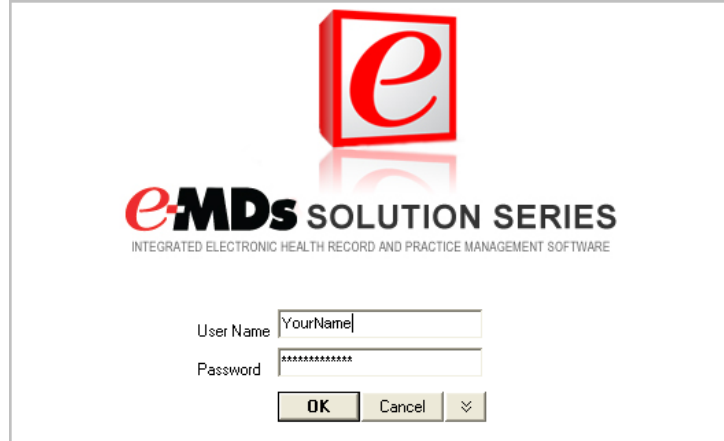 e
e-MDs SOLUTION SERIES
INTEGRATED ELECTRONIC HEALTH RECORD AND PRACTICE MANAGEMENT SOFTWARE
User Name YourName
Password *************
OK Cancel